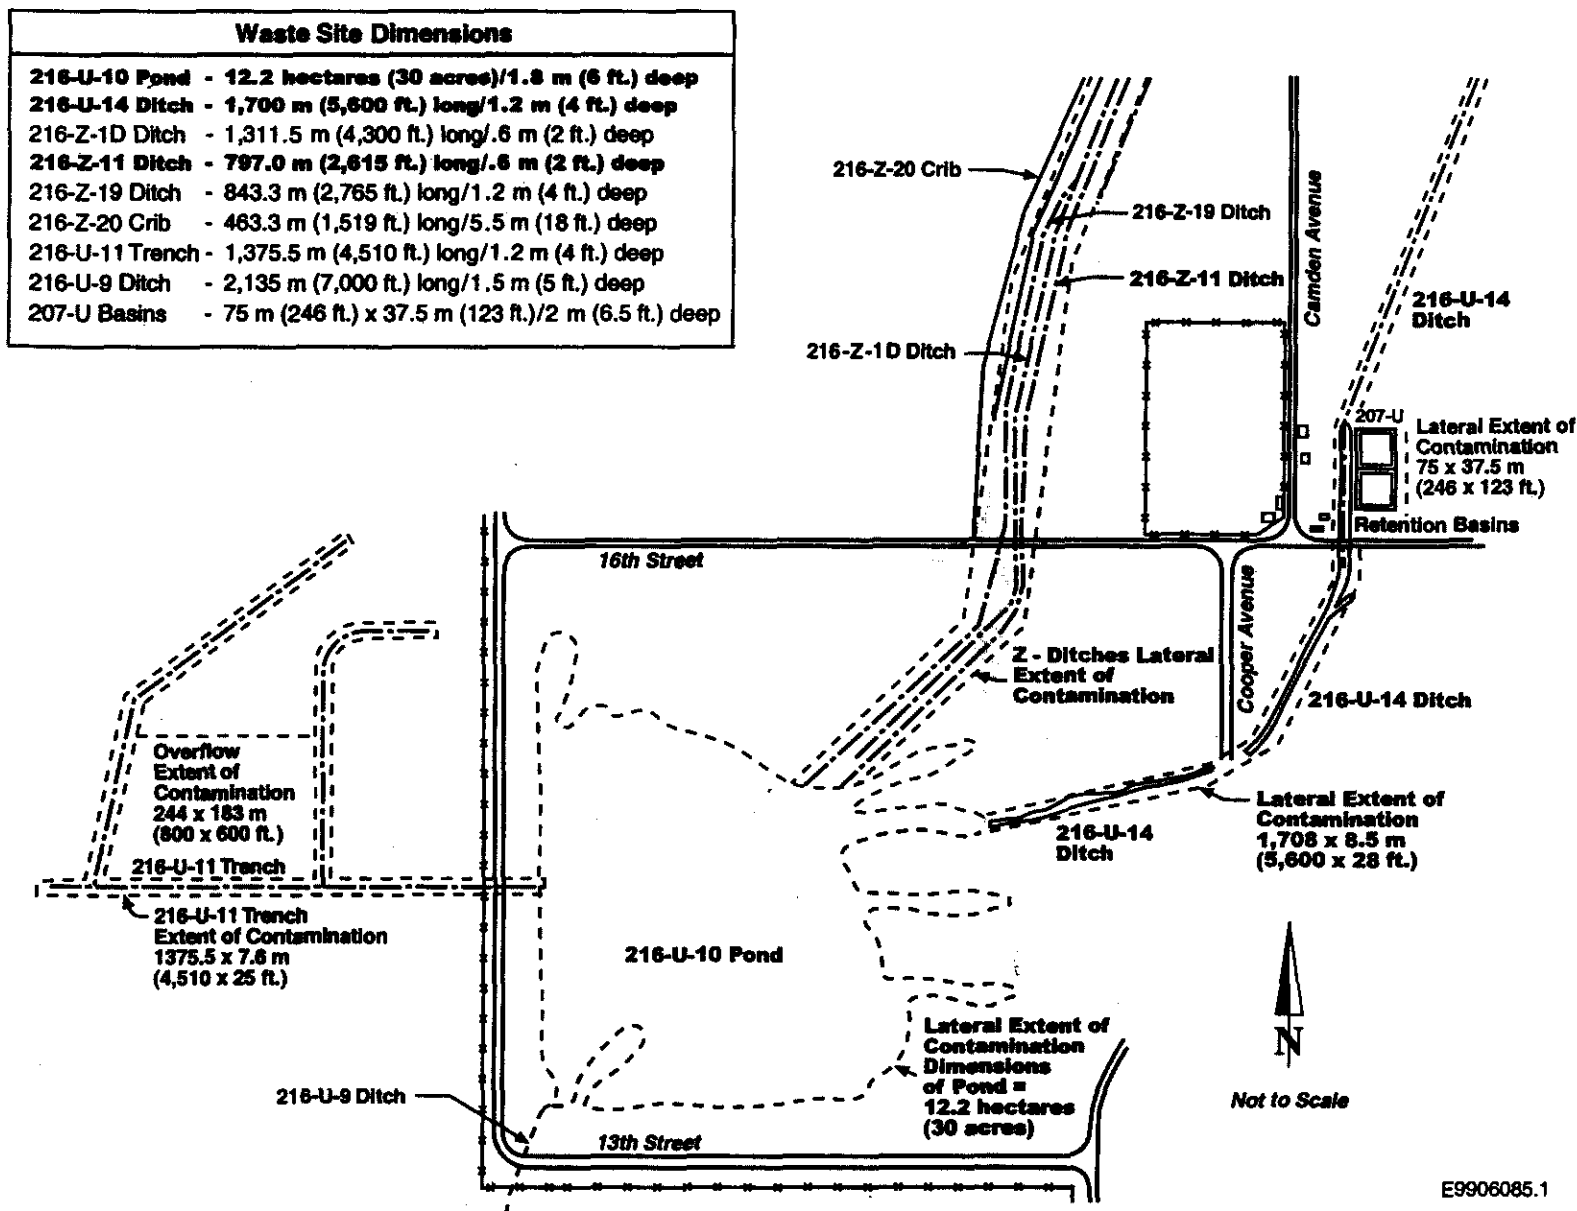 Waste Site Dimensions
216-U-10 Pond - 12.2 hectares (30 acres)/1.8 m (6 ft.) deep
216-U-14 Ditch - 1,700 m (5,600 ft.) long/1.2 m (4 ft.) deep
216-Z-1D Ditch - 1,311.5 m (4,300 ft.) long/.6 m (2 ft.) deep
216-Z-11 Ditch - 797.0 m (2,615 ft.) long/.6 m (2 ft.) deep
216-Z-19 Ditch - 843.3 m (2,765 ft.) long/1.2 m (4 ft.) deep
216-Z-20 Crib - 463.3 m (1,519 ft.) long/5.5 m (18 ft.) deep
216-U-11 Trench - 1,375.5 m (4,510 ft.) long/1.2 m (4 ft.) deep
216-U-9 Ditch - 2,135 m (7,000 ft.) long/1.5 m (5 ft.) deep
207-U Basins - 75 m (246 ft.) x 37.5 m (123 ft.)/2 m (6.5 ft.) deep
216-Z-20 Crib
216-Z-19 Ditch
216-Z-11 Ditch
216-Z-1D Ditch
Camden Avenue
216-U-14
Ditch
207-U
Lateral Extent of
Contamination
75 x 37.5 m
(246 x 123 ft.)
Retention Basins
16th Street
Cooper Avenue
Z - Ditches Lateral
Extent of
Contamination
216-U-14 Ditch
Overflow
Extent of
Contamination
244 x 183 m
(800 x 600 ft.)
216-U-11 Trench
216-U-11 Trench
Extent of Contamination
1375.5 x 7.6 m
(4,510 x 25 ft.)
216-U-14
Ditch
Lateral Extent of
Contamination
1,708 x 8.5 m
(5,600 x 28 ft.)
216-U-10 Pond
Lateral Extent of
Contamination
Dimensions
of Pond =
12.2 hectares
(30 acres)
N
Not to Scale
216-U-9 Ditch
13th Street
E9906085.1